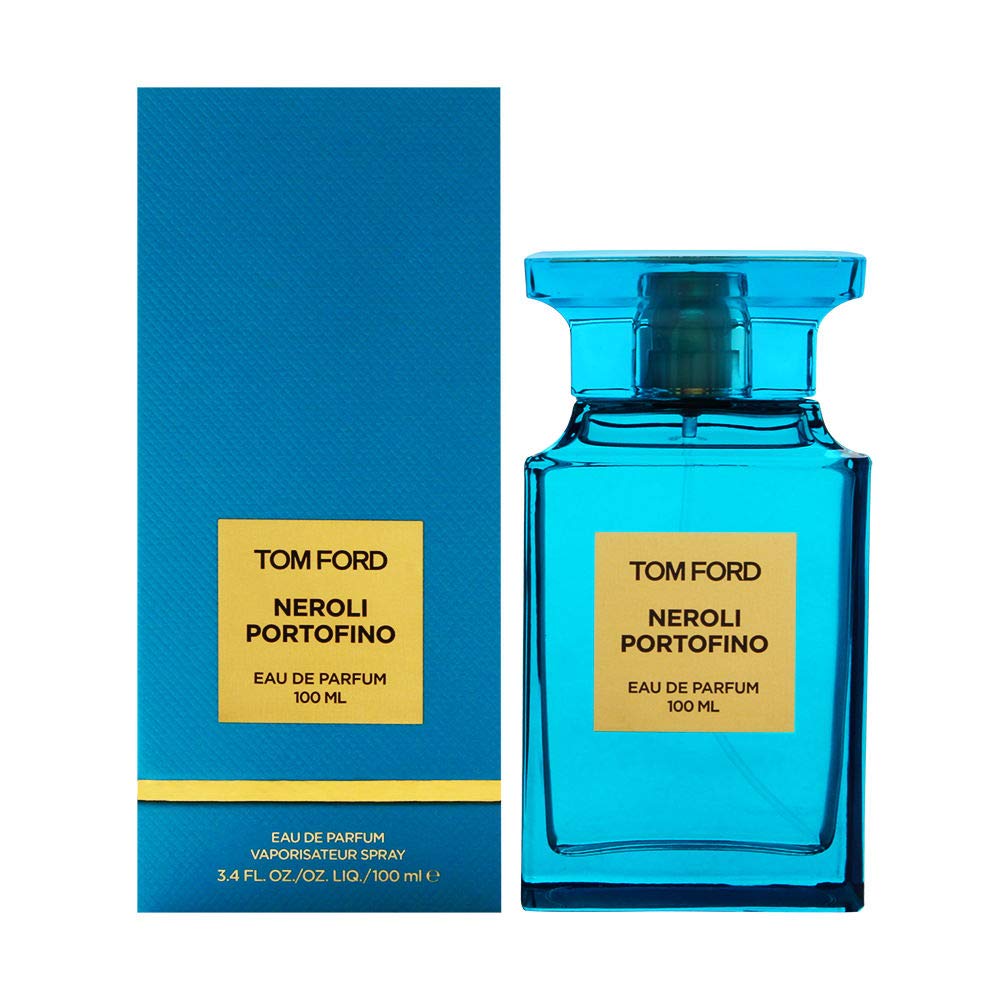 TOM FORD
NEROLI
PORTOFINO
EAU DE PARFUM
100 ML
EAU DE PARFUM
VAPORISATEUR SPRAY
3.4 FL. OZ./OZ. LIQ./100 ml ℮
TOM FORD
NEROLI
PORTOFINO
EAU DE PARFUM
100 ML